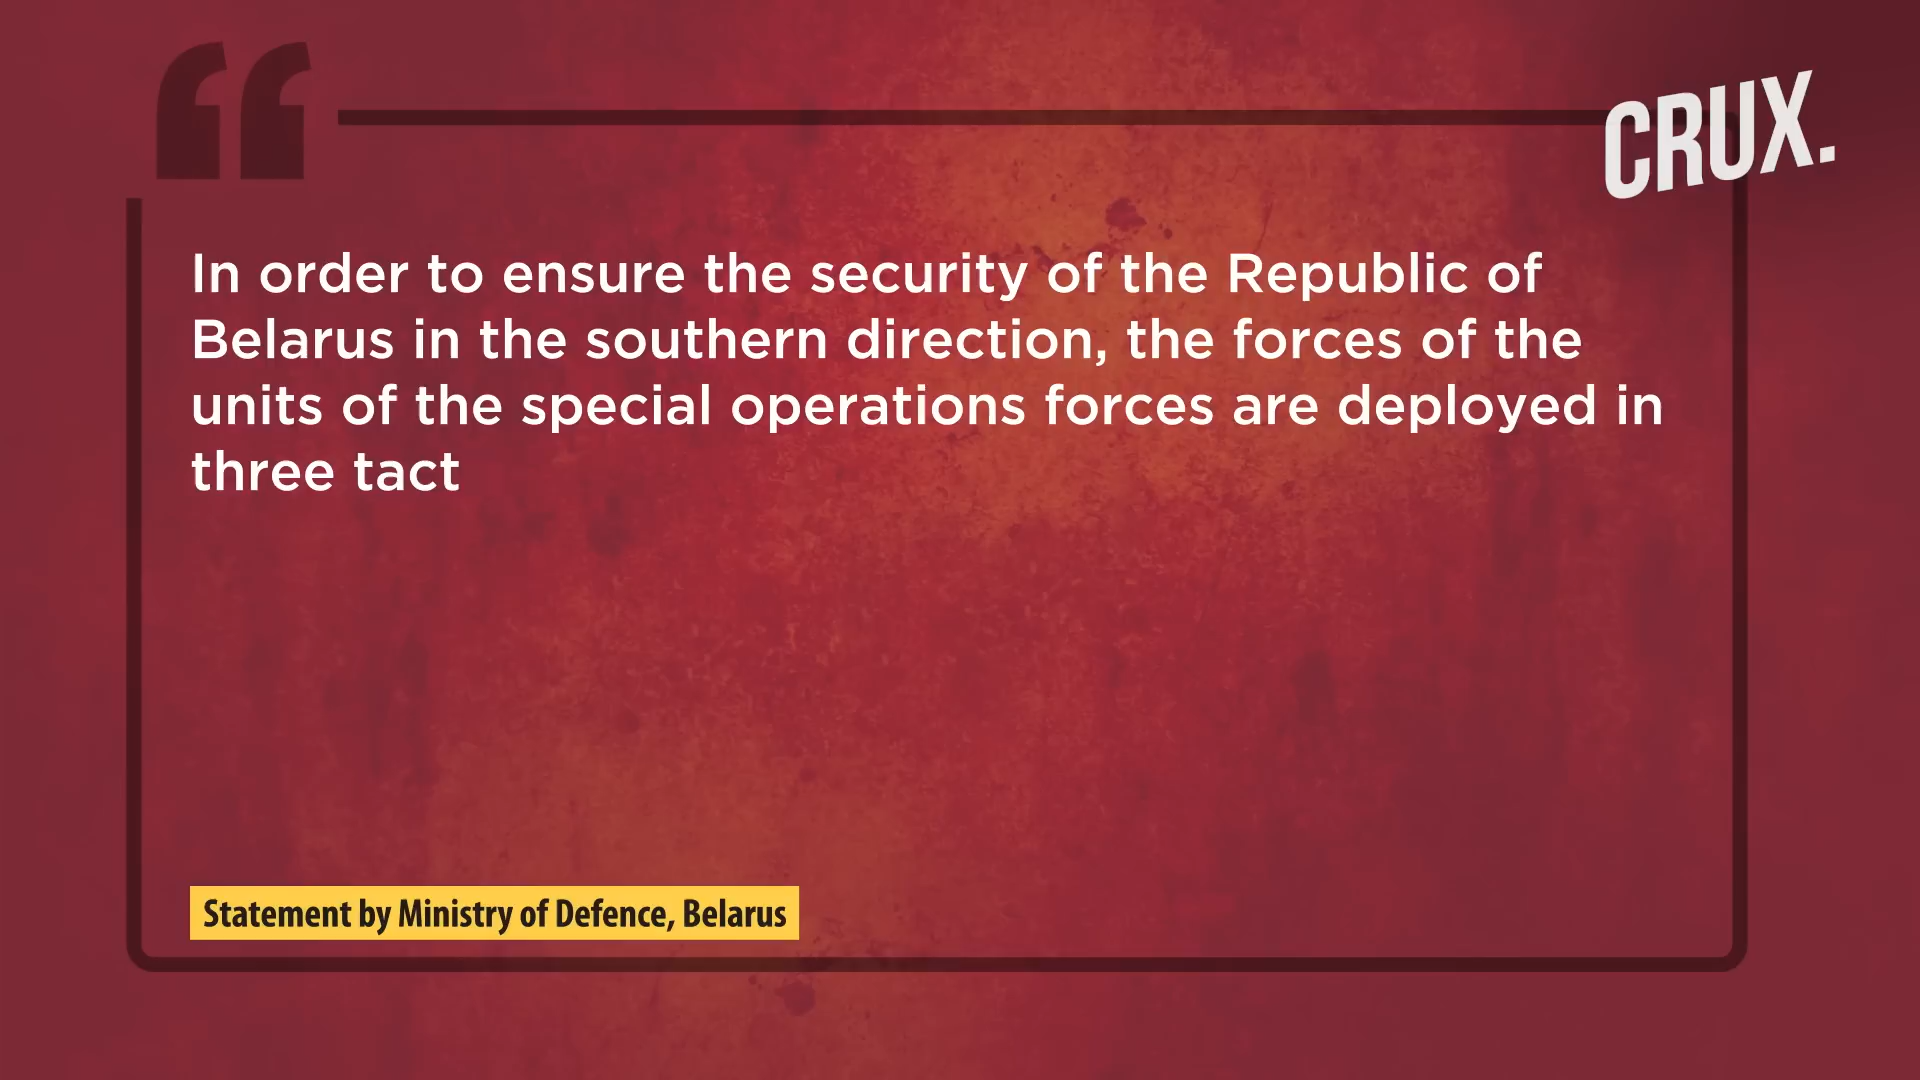 CRUX.
In order to ensure the security of the Republic of
Belarus in the southern direction, the forces of the
units of the special operations forces are deployed in
three tact
Statement by Ministry of Defence, Belarus